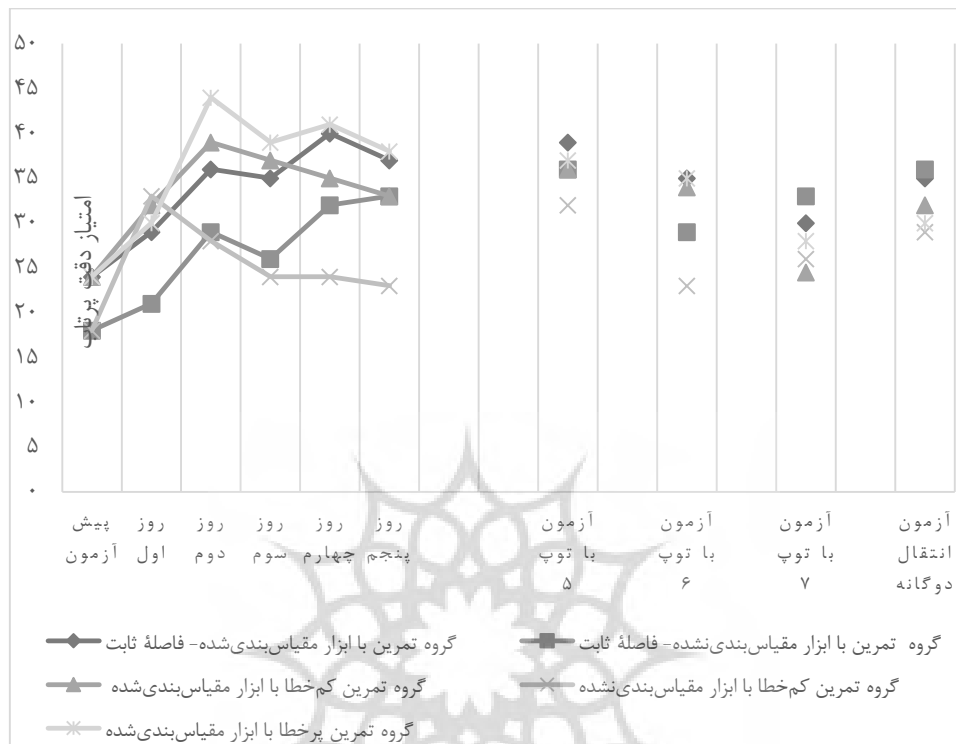 ۵۰
۴۵
۴۰
۳۵
۳۰
۲۵
۲۰
۱۵
۱۰
۵
۰
امتیاز دقت پرتاب
پیش آزمون
روز اول
روز دوم
روز سوم
روز چهارم
روز پنجم
آزمون با توپ ۵
آزمون با توپ ۶
آزمون با توپ ۷
آزمون انتقال دوگانه
گروه تمرین با ابزار مقیاس‌بندی‌شده- فاصلهٔ ثابت
گروه تمرین با ابزار مقیاس‌بندی‌نشده- فاصلهٔ ثابت
گروه تمرین کم‌خطا با ابزار مقیاس‌بندی‌شده
گروه تمرین کم‌خطا با ابزار مقیاس‌بندی‌نشده
گروه تمرین پرخطا با ابزار مقیاس‌بندی‌شده